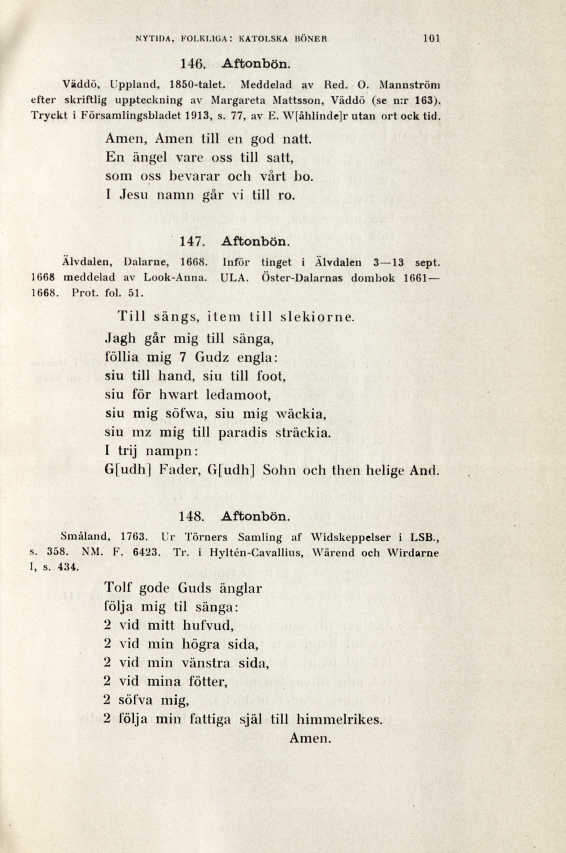 NYTIDA, FOLKLIGA: KATOLSKA BÖNER 101
146. Aftonbön.
Väddö, Uppland, 1850-talet. Meddelad av Red. O. Mannström
efter skriftlig uppteckning av Margareta Mattsson, Väddö (se n:r 163).
Tryckt i Församlingsbladet 1913, s. 77, av E. W[åhlinde]r utan ort ock tid.
Amen, Amen till en god natt.
En ängel vare oss till satt,
som oss bevarar och vårt bo.
I Jesu namn går vi till ro.
147. Aftonbön.
Älvdalen, Dalarne, 1668. Inför tinget i Älvdalen 3—13 sept.
1668 meddelad av Look-Anna. ULA. Öster-Dalarnas dombok 1661—
1668. Prot. fol. 51.
Till sängs, item till slekiorne.
Jagh går mig till sänga,
föllia mig 7 Gudz engla:
siu till hand, siu till foot,
siu för hwart ledamoot,
siu mig söfwa, siu mig wäckia,
siu mz mig till paradis sträckia.
I trij nampn:
G[udh] Fader, G[udh] Sohn och then helige And.
148. Aftonbön.
Småland, 1763. Ur Törners Samling af Widskeppelser i LSB.,
s. 358. NM. F. 6423. Tr. i Hyltén-Cavallius, Wärend och Wirdarne
I, s. 434.
Tolf gode Guds änglar
följa mig til sänga:
2 vid mitt hufvud,
2 vid min högra sida,
2 vid min vänstra sida,
2 vid mina fötter,
2 söfva mig,
2 följa min fattiga själ till himmelrikes.
Amen.